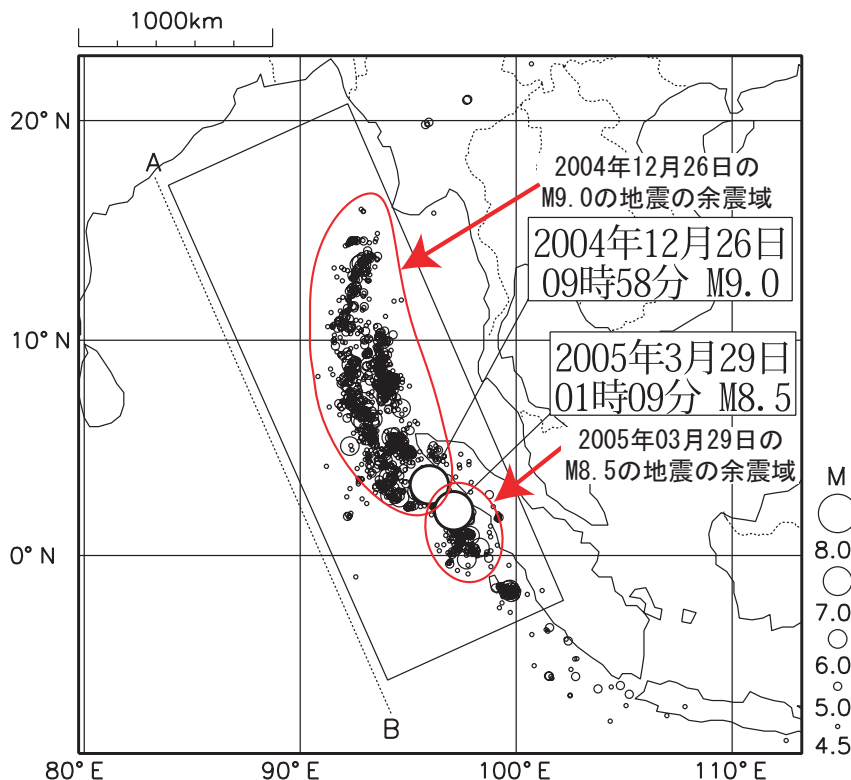 1000km
20°N
10°N
0°N
80°E
90°E
100°E
110°E
A
B
2004年12月26日の
M9.0の地震の余震域
2004年12月26日
09時58分 M9.0
2005年3月29日
01時09分 M8.5
2005年03月29日の
M8.5の地震の余震域
M
8.0
7.0
6.0
5.0
4.5